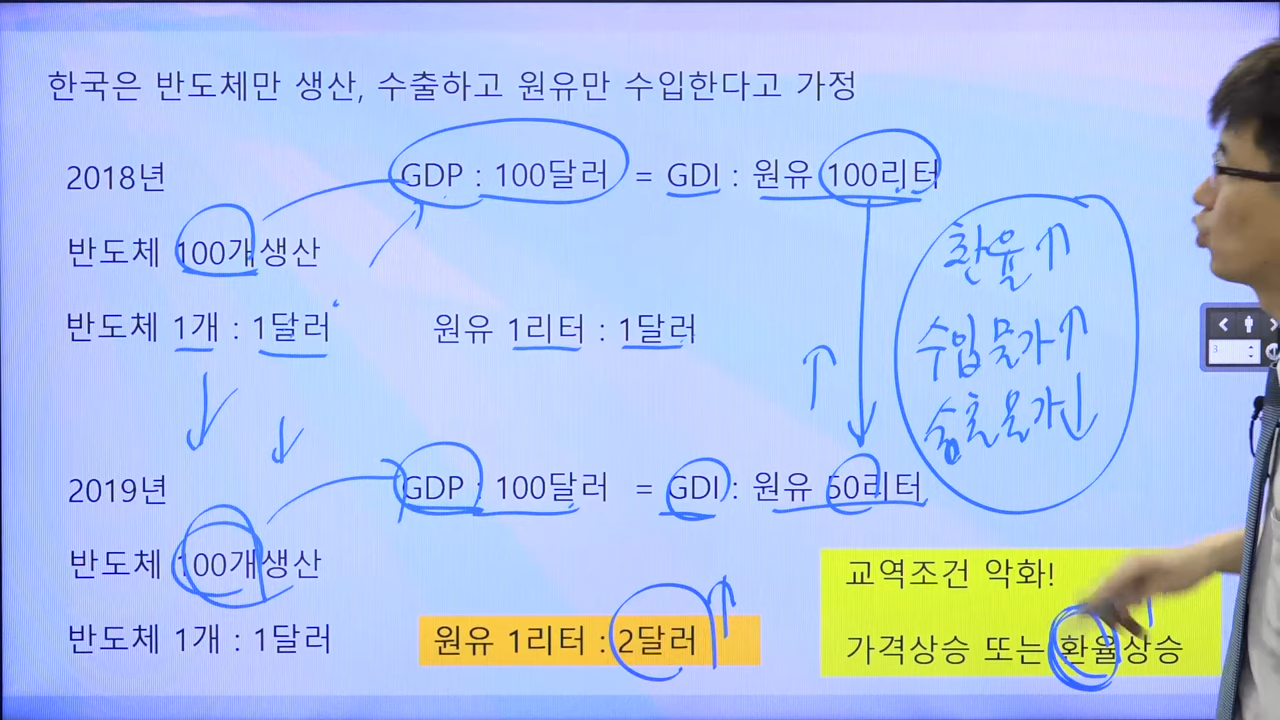 한국은 반도체만 생산, 수출하고 원유만 수입한다고 가정
2018년
GDP : 100달러 = GDI : 원유 100리터
반도체 100개생산
반도체 1개 : 1달러
원유 1리터 : 1달러
환율↑
수입물가↑
수출물가↓
2019년
GDP : 100달러 = GDI : 원유 50리터
반도체 100개생산
반도체 1개 : 1달러
원유 1리터 : 2달러
교역조건 악화!
가격상승 또는 환율상승
3